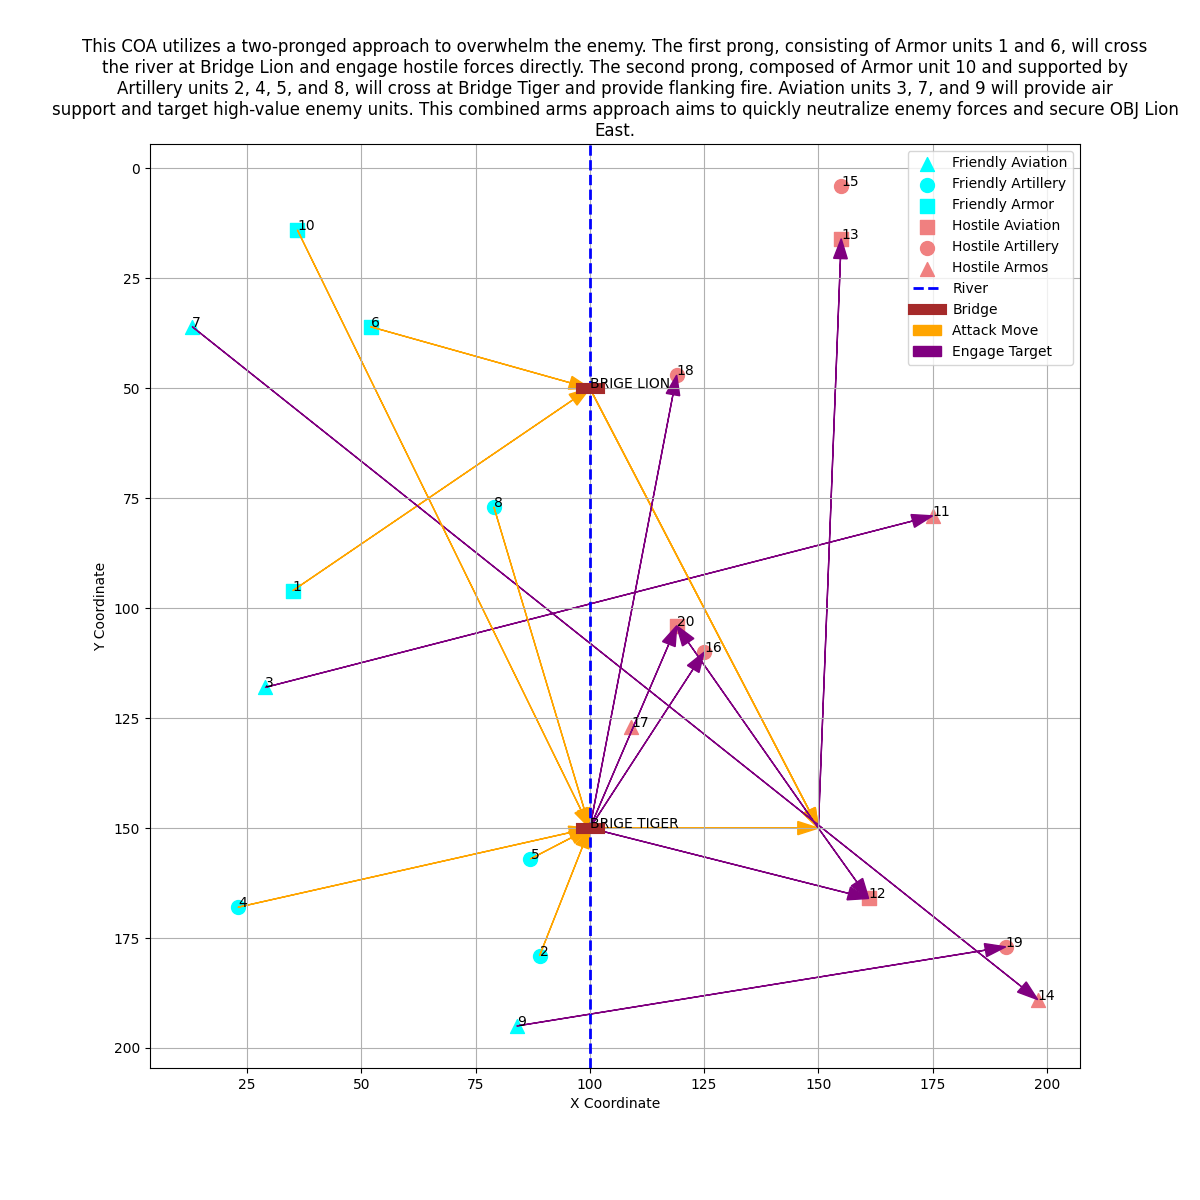 This COA utilizes a two-pronged approach to overwhelm the enemy. The first prong, consisting of Armor units 1 and 6, will cross
the river at Bridge Lion and engage hostile forces directly. The second prong, composed of Armor unit 10 and supported by
Artillery units 2, 4, 5, and 8, will cross at Bridge Tiger and provide flanking fire. Aviation units 3, 7, and 9 will provide air
support and target high-value enemy units. This combined arms approach aims to quickly neutralize enemy forces and secure OBJ Lion
East.
Friendly Aviation
Friendly Artillery
Friendly Armor
Hostile Aviation
Hostile Artillery
Hostile Armos
River
Bridge
Attack Move
Engage Target
0
25
50
75
100
125
150
175
200
Y Coordinate
15
10
13
7
6
18
BRIGE LION
8
11
1
20
16
3
17
BRIGE TIGER
5
12
4
19
2
14
9
25
50
75
100
125
150
175
200
X Coordinate